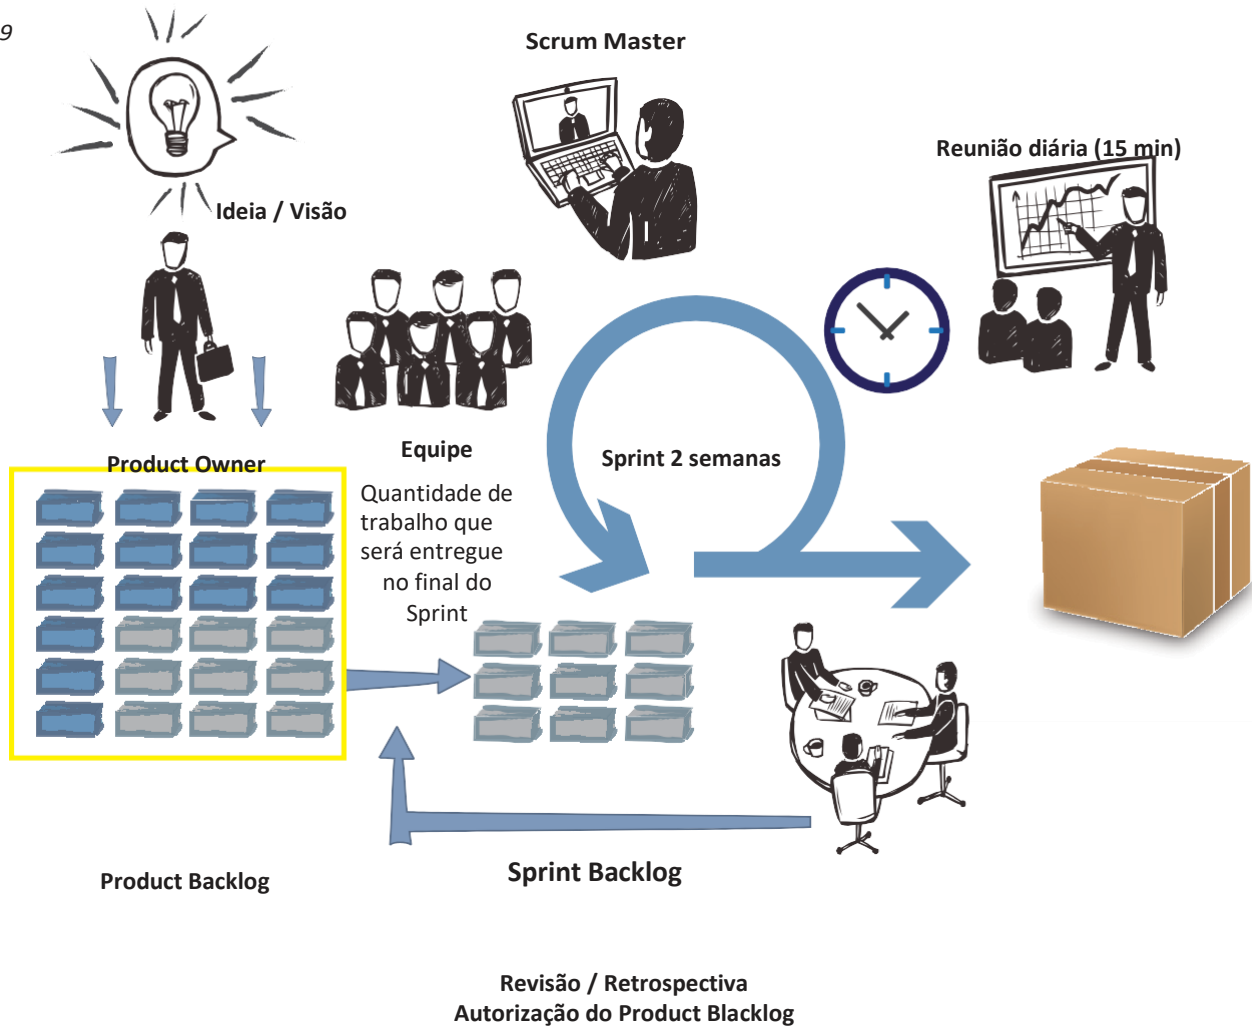 9
Scrum Master
Reunião diária (15 min)
Ideia / Visão
Product Owner
Equipe
Quantidade de
trabalho que
será entregue
no final do
Sprint
Sprint 2 semanas
Product Backlog
Sprint Backlog
Revisão / Retrospectiva
Autorização do Product Blacklog